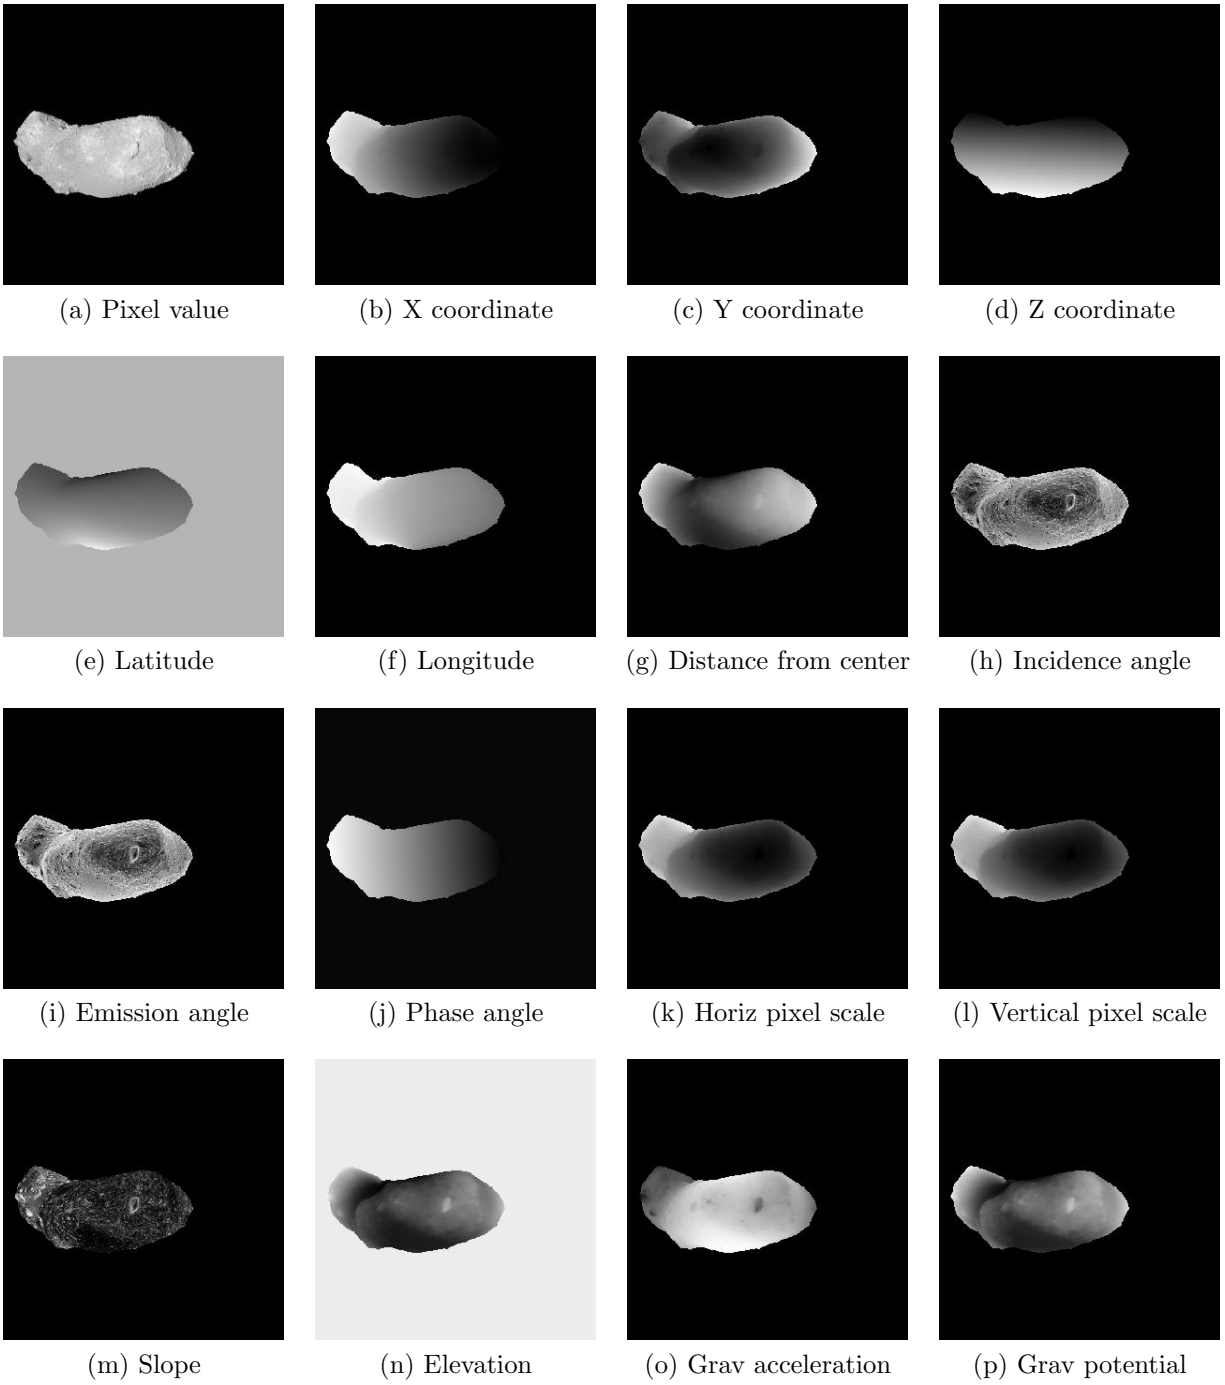 (a) Pixel value
(b) X coordinate
(c) Y coordinate
(d) Z coordinate
(e) Latitude
(f) Longitude
(g) Distance from center
(h) Incidence angle
(i) Emission angle
(j) Phase angle
(k) Horiz pixel scale
(l) Vertical pixel scale
(m) Slope
(n) Elevation
(o) Grav acceleration
(p) Grav potential